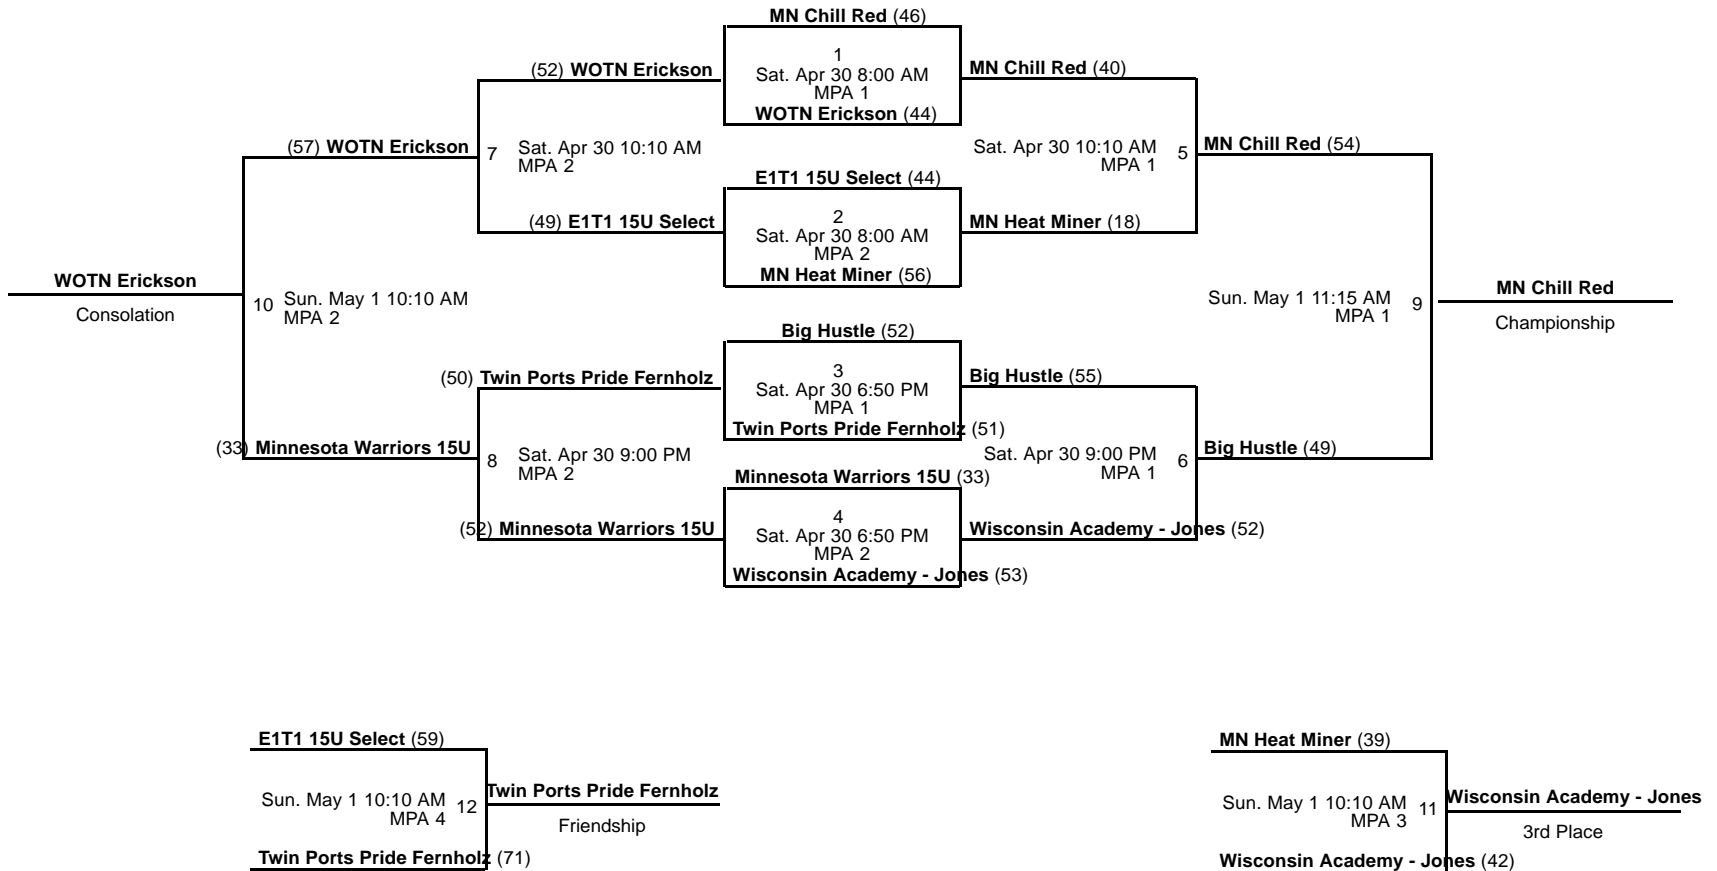 MN Chill Red (46)
1
Sat. Apr 30 8:00 AM
MPA 1
WOTN Erickson (44)
(52) WOTN Erickson
MN Chill Red (40)
(57) WOTN Erickson
7 Sat. Apr 30 10:10 AM
MPA 2
Sat. Apr 30 10:10 AM 5
MPA 1
MN Chill Red (54)
E1T1 15U Select (44)
2
Sat. Apr 30 8:00 AM
MPA 2
MN Heat Miner (56)
(49) E1T1 15U Select
MN Heat Miner (18)
WOTN Erickson
Consolation
10 Sun. May 1 10:10 AM
MPA 2
Sun. May 1 11:15 AM 9
MPA 1
MN Chill Red
Championship
Big Hustle (52)
3
Sat. Apr 30 6:50 PM
MPA 1
Twin Ports Pride Fernholz (51)
(50) Twin Ports Pride Fernholz
Big Hustle (55)
(33) Minnesota Warriors 15U
8 Sat. Apr 30 9:00 PM
MPA 2
Sat. Apr 30 9:00 PM 6
MPA 1
Big Hustle (49)
Minnesota Warriors 15U (33)
4
Sat. Apr 30 6:50 PM
MPA 2
Wisconsin Academy - Jones (53)
(52) Minnesota Warriors 15U
Wisconsin Academy - Jones (52)
E1T1 15U Select (59)
Sun. May 1 10:10 AM 12
MPA 4
Twin Ports Pride Fernholz
Friendship
Twin Ports Pride Fernholz (71)
MN Heat Miner (39)
Sun. May 1 10:10 AM 11
MPA 3
Wisconsin Academy - Jones
3rd Place
Wisconsin Academy - Jones (42)